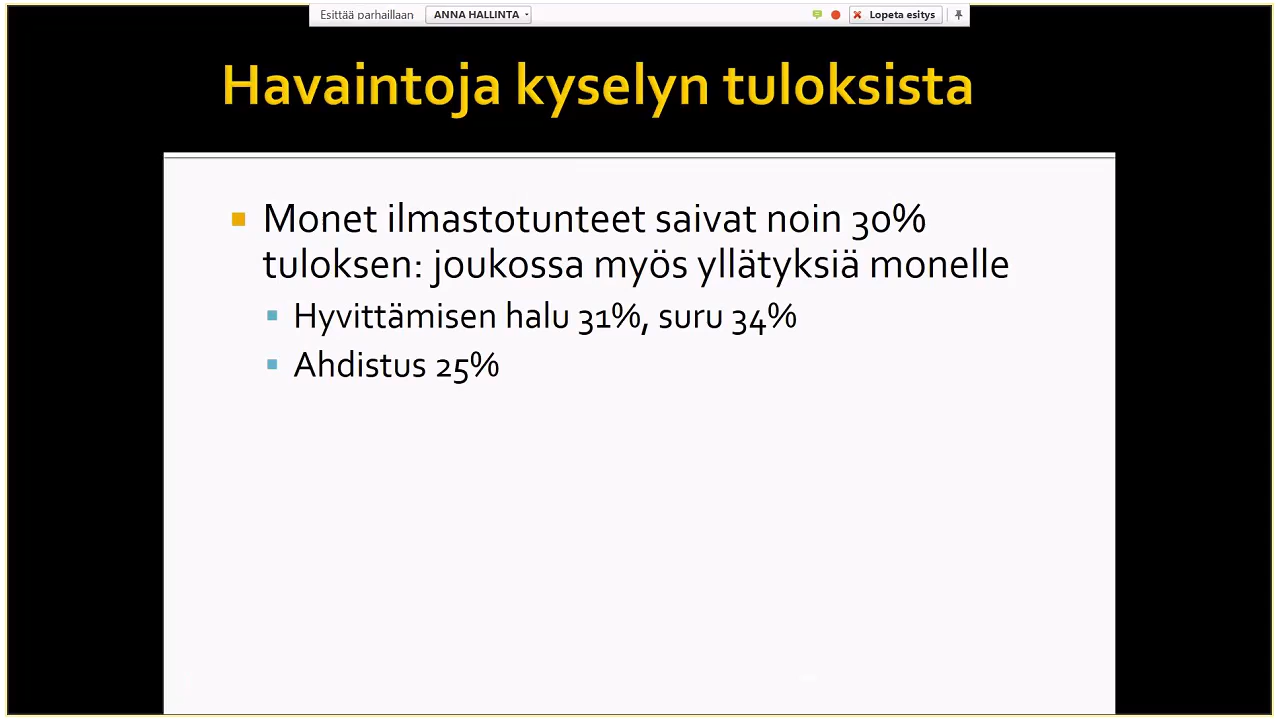 Esittää parhaillaan ANNA HALLINTA Lopeta esitys
Havaintoja kyselyn tuloksista
Monet ilmastotunteet saivat noin 30%
tuloksen: joukossa myös yllätyksiä monelle
Hyvittämisen halu 31%, suru 34%
Ahdistus 25%